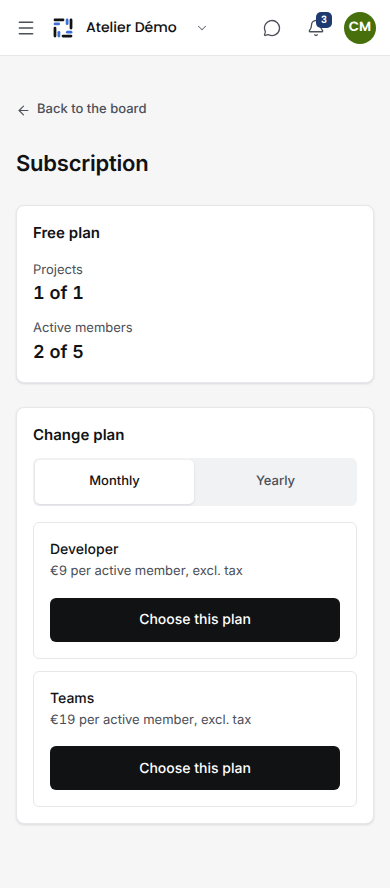 Atelier Démo
3
CM
Back to the board
Subscription
Free plan
Projects
1 of 1
Active members
2 of 5
Change plan
Monthly
Yearly
Developer
€9 per active member, excl. tax
Choose this plan
Teams
€19 per active member, excl. tax
Choose this plan